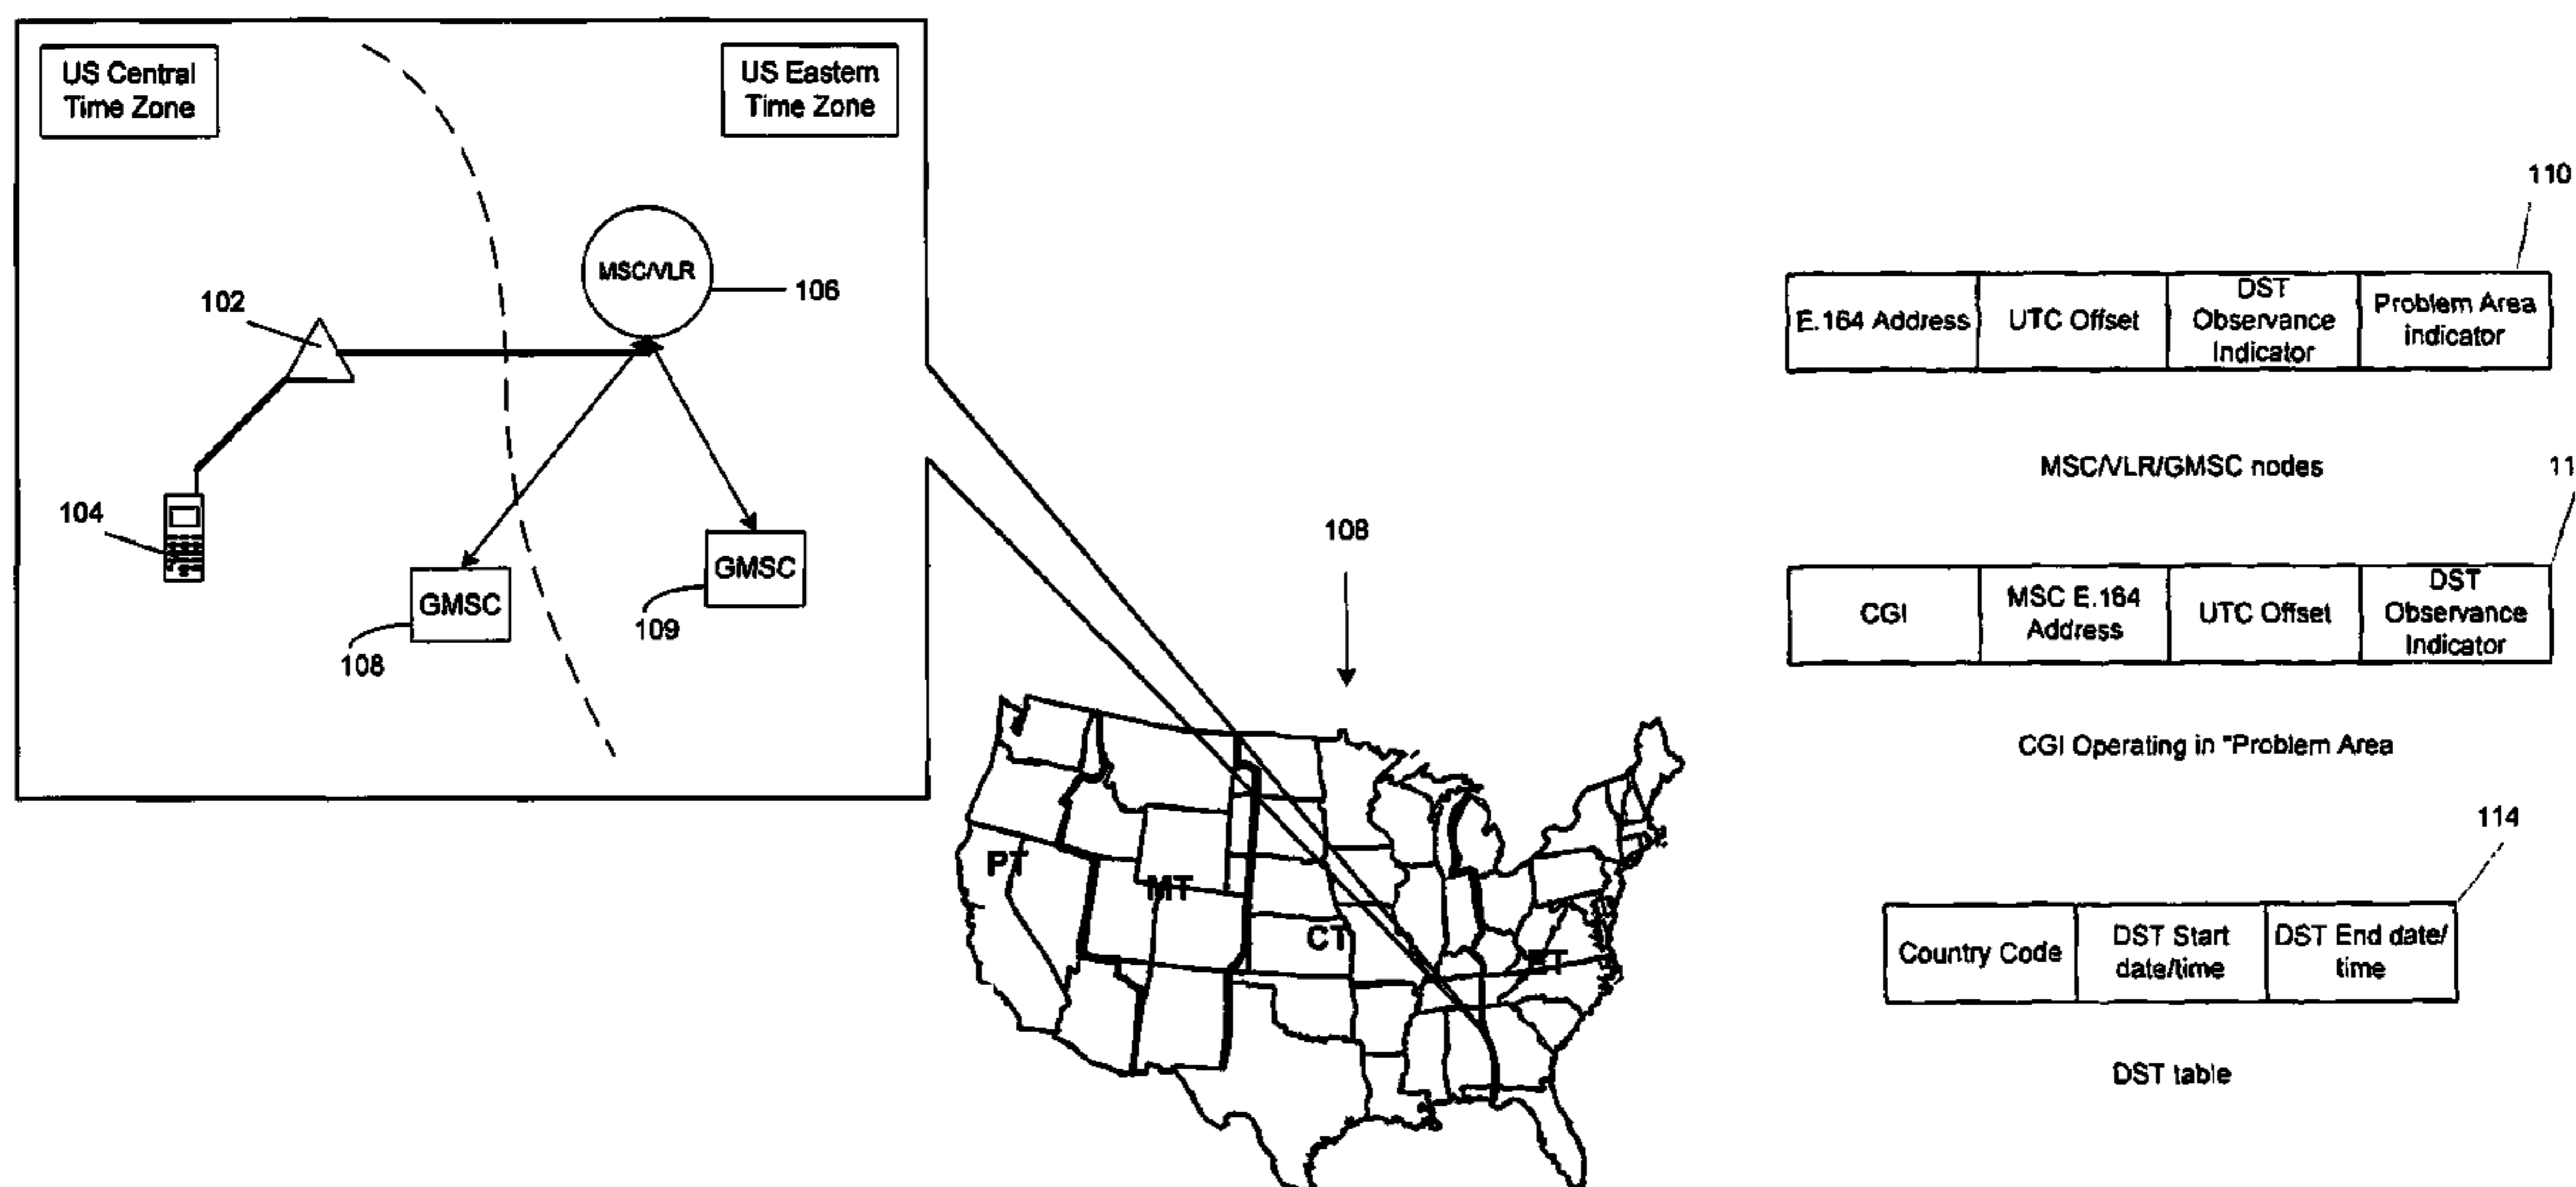 US Central
Time Zone
US Eastern
Time Zone
MSC/VLR
106
102
104
GMSC
108
GMSC
109
108
PT
MT
CT
ET
110
E.164 Address
UTC Offset
DST
Observance
Indicator
Problem Area
indicator
MSC/VLR/GMSC nodes
11
CGI
MSC E.164
Address
UTC Offset
DST
Observance
Indicator
CGI Operating in "Problem Area
114
Country Code
DST Start
date/time
DST End date/
time
DST table